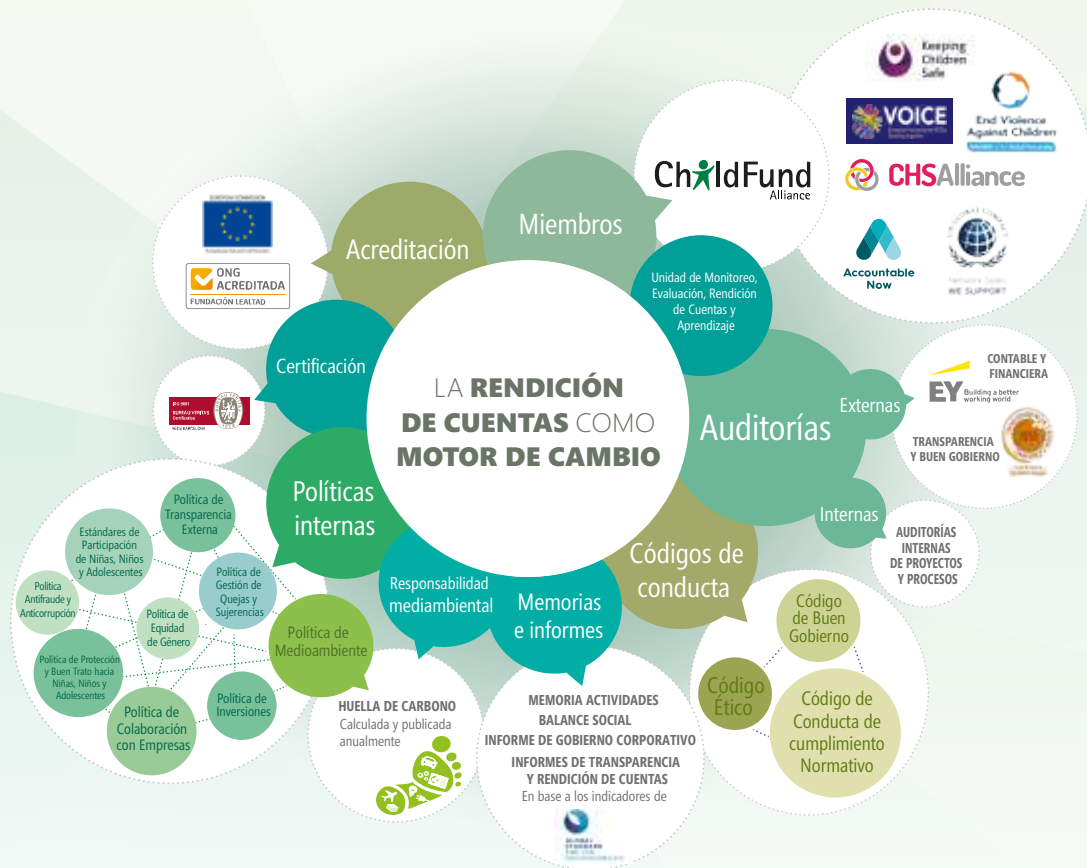 LA RENDICIÓN
DE CUENTAS COMO
MOTOR DE CAMBIO
Acreditación
EUROPEAN COMMISSION
ONG
ACREDITADA
FUNDACIÓN LEALTAD
Miembros
ChildFund
Alliance
Keeping
Children
Safe
VOICE
End Violence
Against Children
CHSAlliance
Accountable
Now
WE SUPPORT
Unidad de Monitoreo,
Evaluación, Rendición
de Cuentas y
Aprendizaje
Auditorías
Externas
EY
Building a better
working world
CONTABLE Y
FINANCIERA
TRANSPARENCIA
Y BUEN GOBIERNO
Internas
AUDITORÍAS
INTERNAS
DE PROYECTOS
Y PROCESOS
Códigos de
conducta
Código
de Buen
Gobierno
Código
Ético
Código de
Conducta de
cumplimiento
Normativo
Memorias
e informes
MEMORIA ACTIVIDADES
BALANCE SOCIAL
INFORME DE GOBIERNO CORPORATIVO
INFORMES DE TRANSPARENCIA
Y RENDICIÓN DE CUENTAS
En base a los indicadores de
Responsabilidad
mediambiental
HUELLA DE CARBONO
Calculada y publicada
anualmente
Políticas
internas
Política de
Transparencia
Externa
Estándares de
Participación
de Niñas, Niños
y Adolescentes
Política de
Gestión de
Quejas y
Sujerencias
Política
Antifraude y
Anticorrupción
Política de
Equidad
de Género
Política de
Medioambiente
Política de Protección
y Buen Trato hacia
Niñas, Niños y
Adolescentes
Política de
Inversiones
Política de
Colaboración
con Empresas
Certificación
ISO 9001
BUREAU VERITAS
Certification